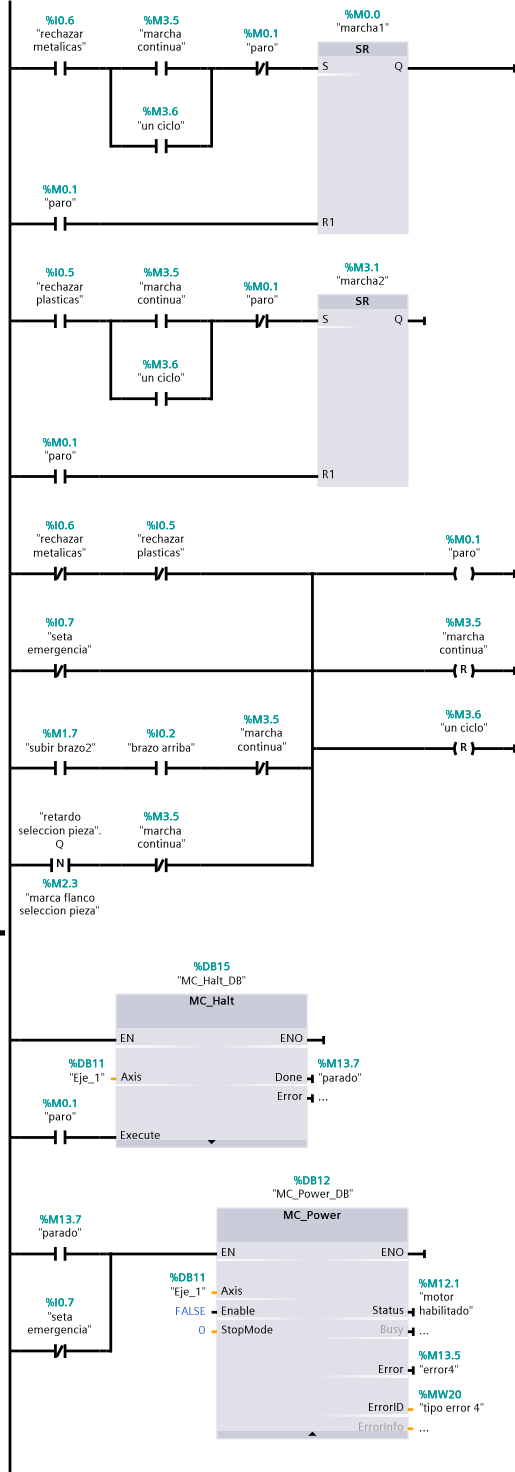 %M0.0
"marcha1"
%I0.6
"rechazar
metalicas"
%M3.5
"marcha
continua"
%M0.1
"paro"
SR
S
Q
%M3.6
"un ciclo"
%M0.1
"paro"
R1
%M3.1
"marcha2"
%I0.5
"rechazar
plasticas"
%M3.5
"marcha
continua"
%M0.1
"paro"
SR
S
Q
%M3.6
"un ciclo"
%M0.1
"paro"
R1
%I0.6
"rechazar
metalicas"
%I0.5
"rechazar
plasticas"
%M0.1
"paro"
%I0.7
"seta
emergencia"
%M3.5
"marcha
continua"
R
%M3.6
"un ciclo"
R
%M1.7
"subir brazo2"
%I0.2
"brazo arriba"
%M3.5
"marcha
continua"
"retardo
seleccion pieza".
Q
N
%M2.3
"marca flanco
seleccion pieza"
%M3.5
"marcha
continua"
%DB15
"MC_Halt_DB"
MC_Halt
EN
ENO
%DB11
"Eje_1"
Axis
Done
%M13.7
"parado"
Error
...
%M0.1
"paro"
Execute
%DB12
"MC_Power_DB"
MC_Power
%M13.7
"parado"
EN
ENO
%I0.7
"seta
emergencia"
%DB11
"Eje_1"
Axis
FALSE
Enable
0
StopMode
Status
%M12.1
"motor
habilitado"
Busy
...
Error
%M13.5
"error4"
ErrorID
%MW20
"tipo error 4"
ErrorInfo
...